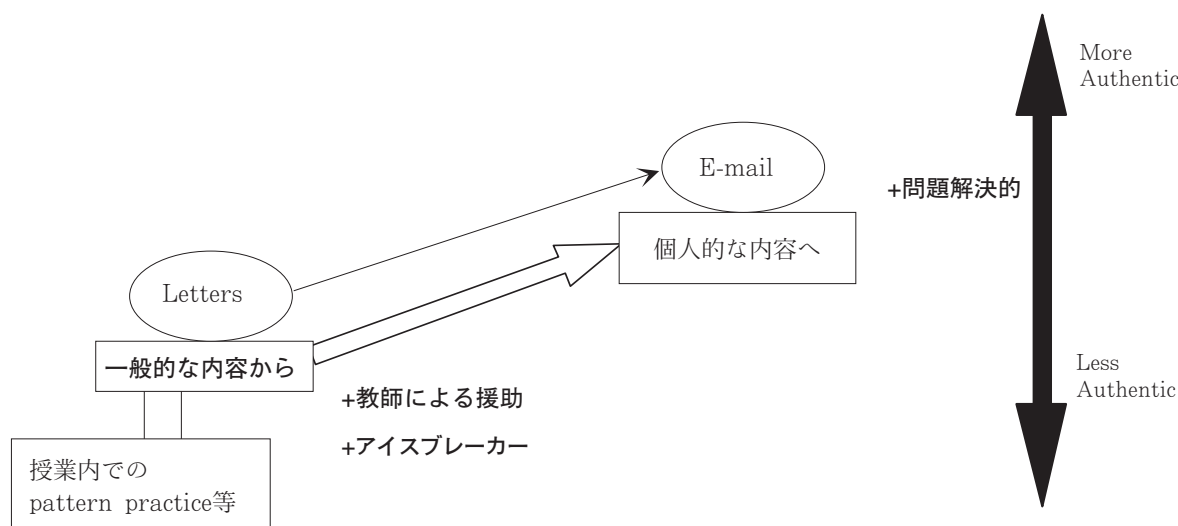 More
Authentic
E-mail
+問題解決的
個人的な内容へ
Letters
一般的な内容から
Less
Authentic
+教師による援助
+アイスブレーカー
授業内での
pattern practice等